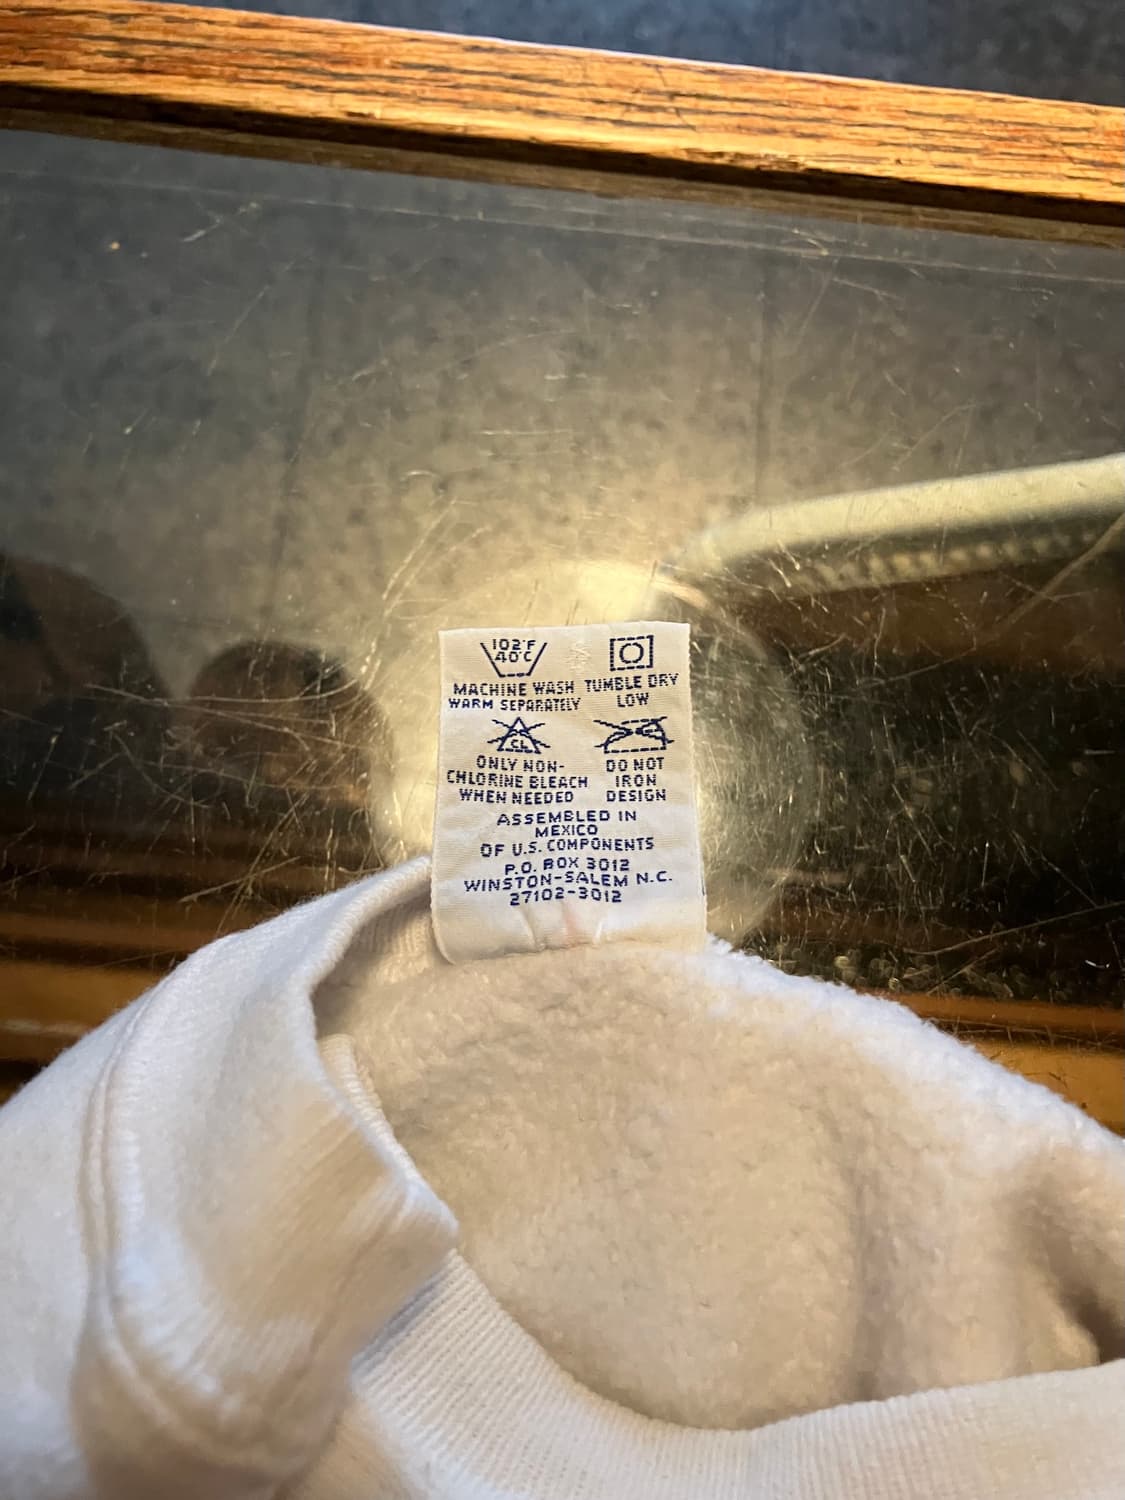 102°F
40°C
MACHINE WASH
WARM SEPARATELY
TUMBLE DRY
LOW
CL
ONLY NON-
CHLORINE BLEACH
WHEN NEEDED
DO NOT
IRON
DESIGN
ASSEMBLED IN
MEXICO
OF U.S. COMPONENTS
P.O. BOX 3012
WINSTON-SALEM N.C.
27102-3012